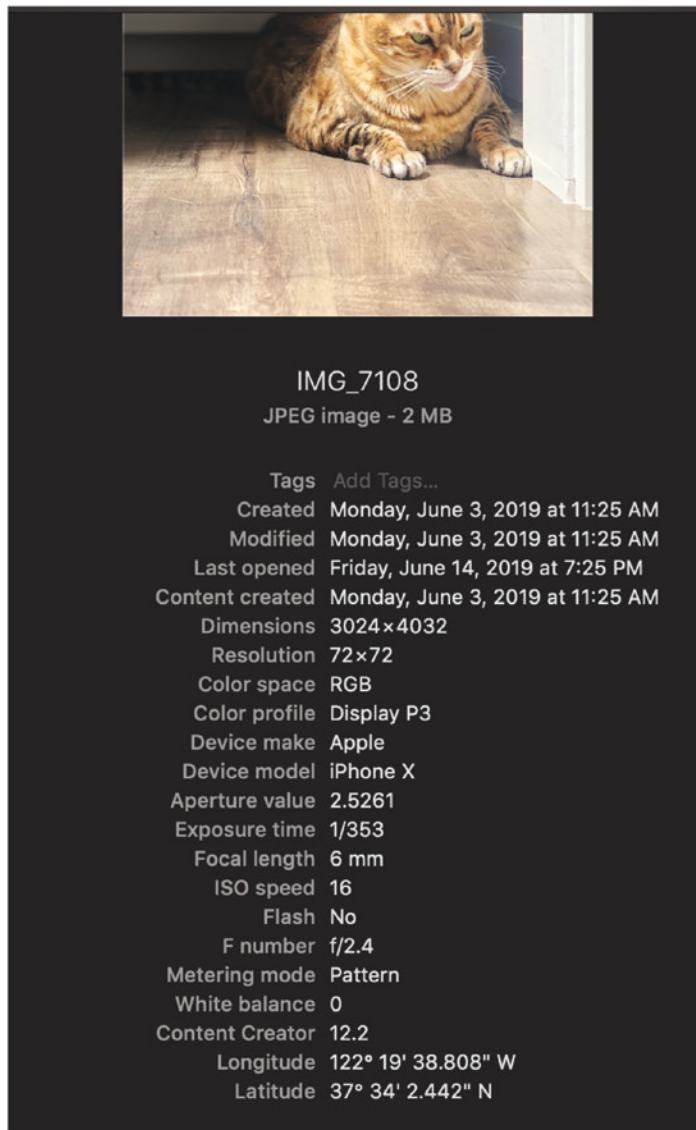 IMG_7108
JPEG image - 2 MB
Tags Add Tags...
Created Monday, June 3, 2019 at 11:25 AM
Modified Monday, June 3, 2019 at 11:25 AM
Last opened Friday, June 14, 2019 at 7:25 PM
Content created Monday, June 3, 2019 at 11:25 AM
Dimensions 3024×4032
Resolution 72×72
Color space RGB
Color profile Display P3
Device make Apple
Device model iPhone X
Aperture value 2.5261
Exposure time 1/353
Focal length 6 mm
ISO speed 16
Flash No
F number f/2.4
Metering mode Pattern
White balance 0
Content Creator 12.2
Longitude 122° 19' 38.808" W
Latitude 37° 34' 2.442" N